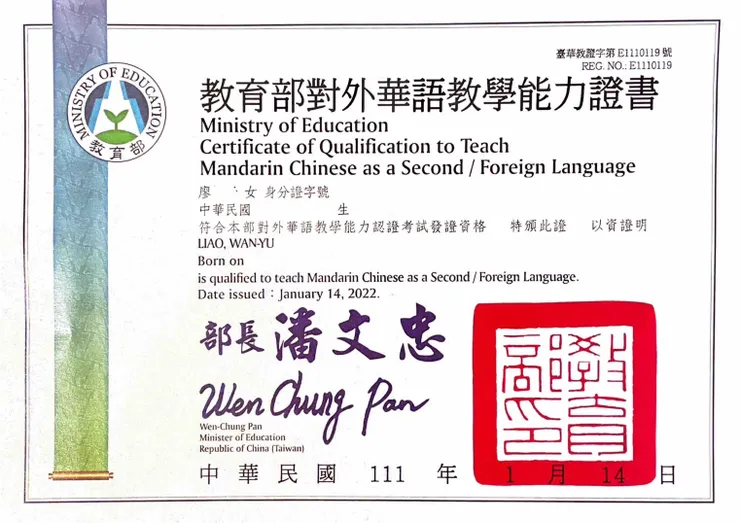 臺華教證字第 E1110119 號
REG. NO.: E1110119
MINISTRY OF EDUCATION
教育部
教育部對外華語教學能力證書
Ministry of Education
Certificate of Qualification to Teach
Mandarin Chinese as a Second / Foreign Language
廖 女 身分證字號
中華民國 生
符合本部對外華語教學能力認證考試發證資格 特頒此證 以資證明
LIAO, WAN-YU
Born on
is qualified to teach Mandarin Chinese as a Second / Foreign Language.
Date issued：January 14, 2022.
部長 潘文忠
Wen Chung Pan
Wen-Chung Pan
Minister of Education
Republic of China (Taiwan)
教育部印
中華民國 111 年 1 月 14 日